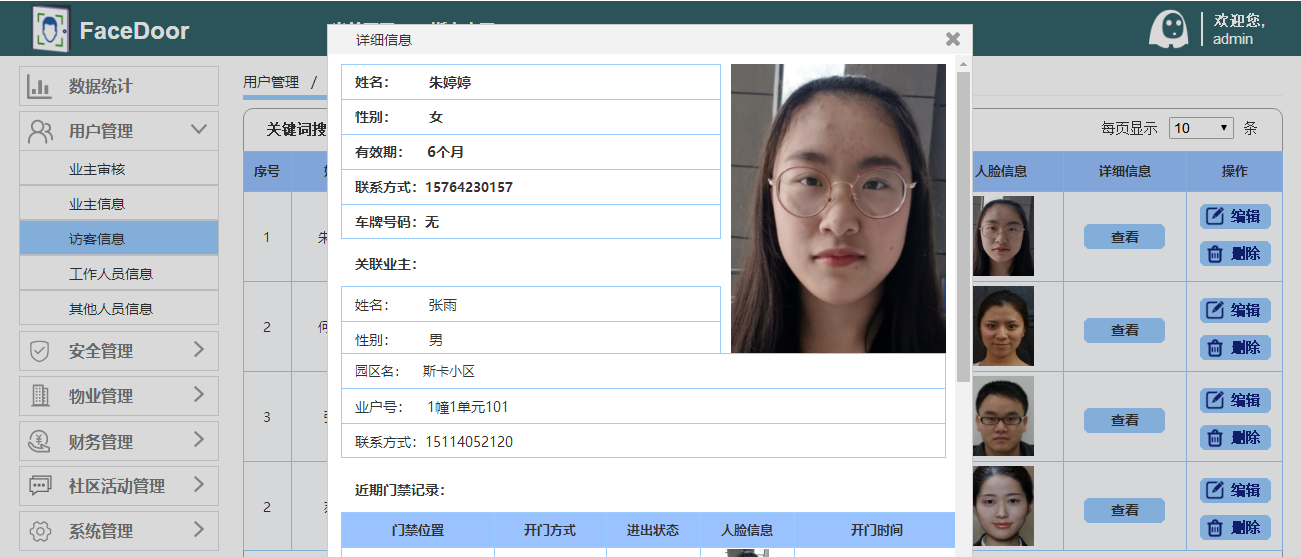 FaceDoor
欢迎您,
admin
数据统计
用户管理
业主审核
业主信息
访客信息
工作人员信息
其他人员信息
安全管理
物业管理
财务管理
社区活动管理
系统管理
用户管理 /
关键词搜
每页显示 10 条
序号
人脸信息 详细信息 操作
1 查看 编辑 删除
2 查看 编辑 删除
3 查看 编辑 删除
2 查看 编辑 删除
详细信息
姓名： 朱婷婷
性别： 女
有效期： 6个月
联系方式：15764230157
车牌号码：无
关联业主：
姓名： 张雨
性别： 男
园区名： 斯卡小区
业户号： 1幢1单元101
联系方式：15114052120
近期门禁记录：
门禁位置 开门方式 进出状态 人脸信息 开门时间